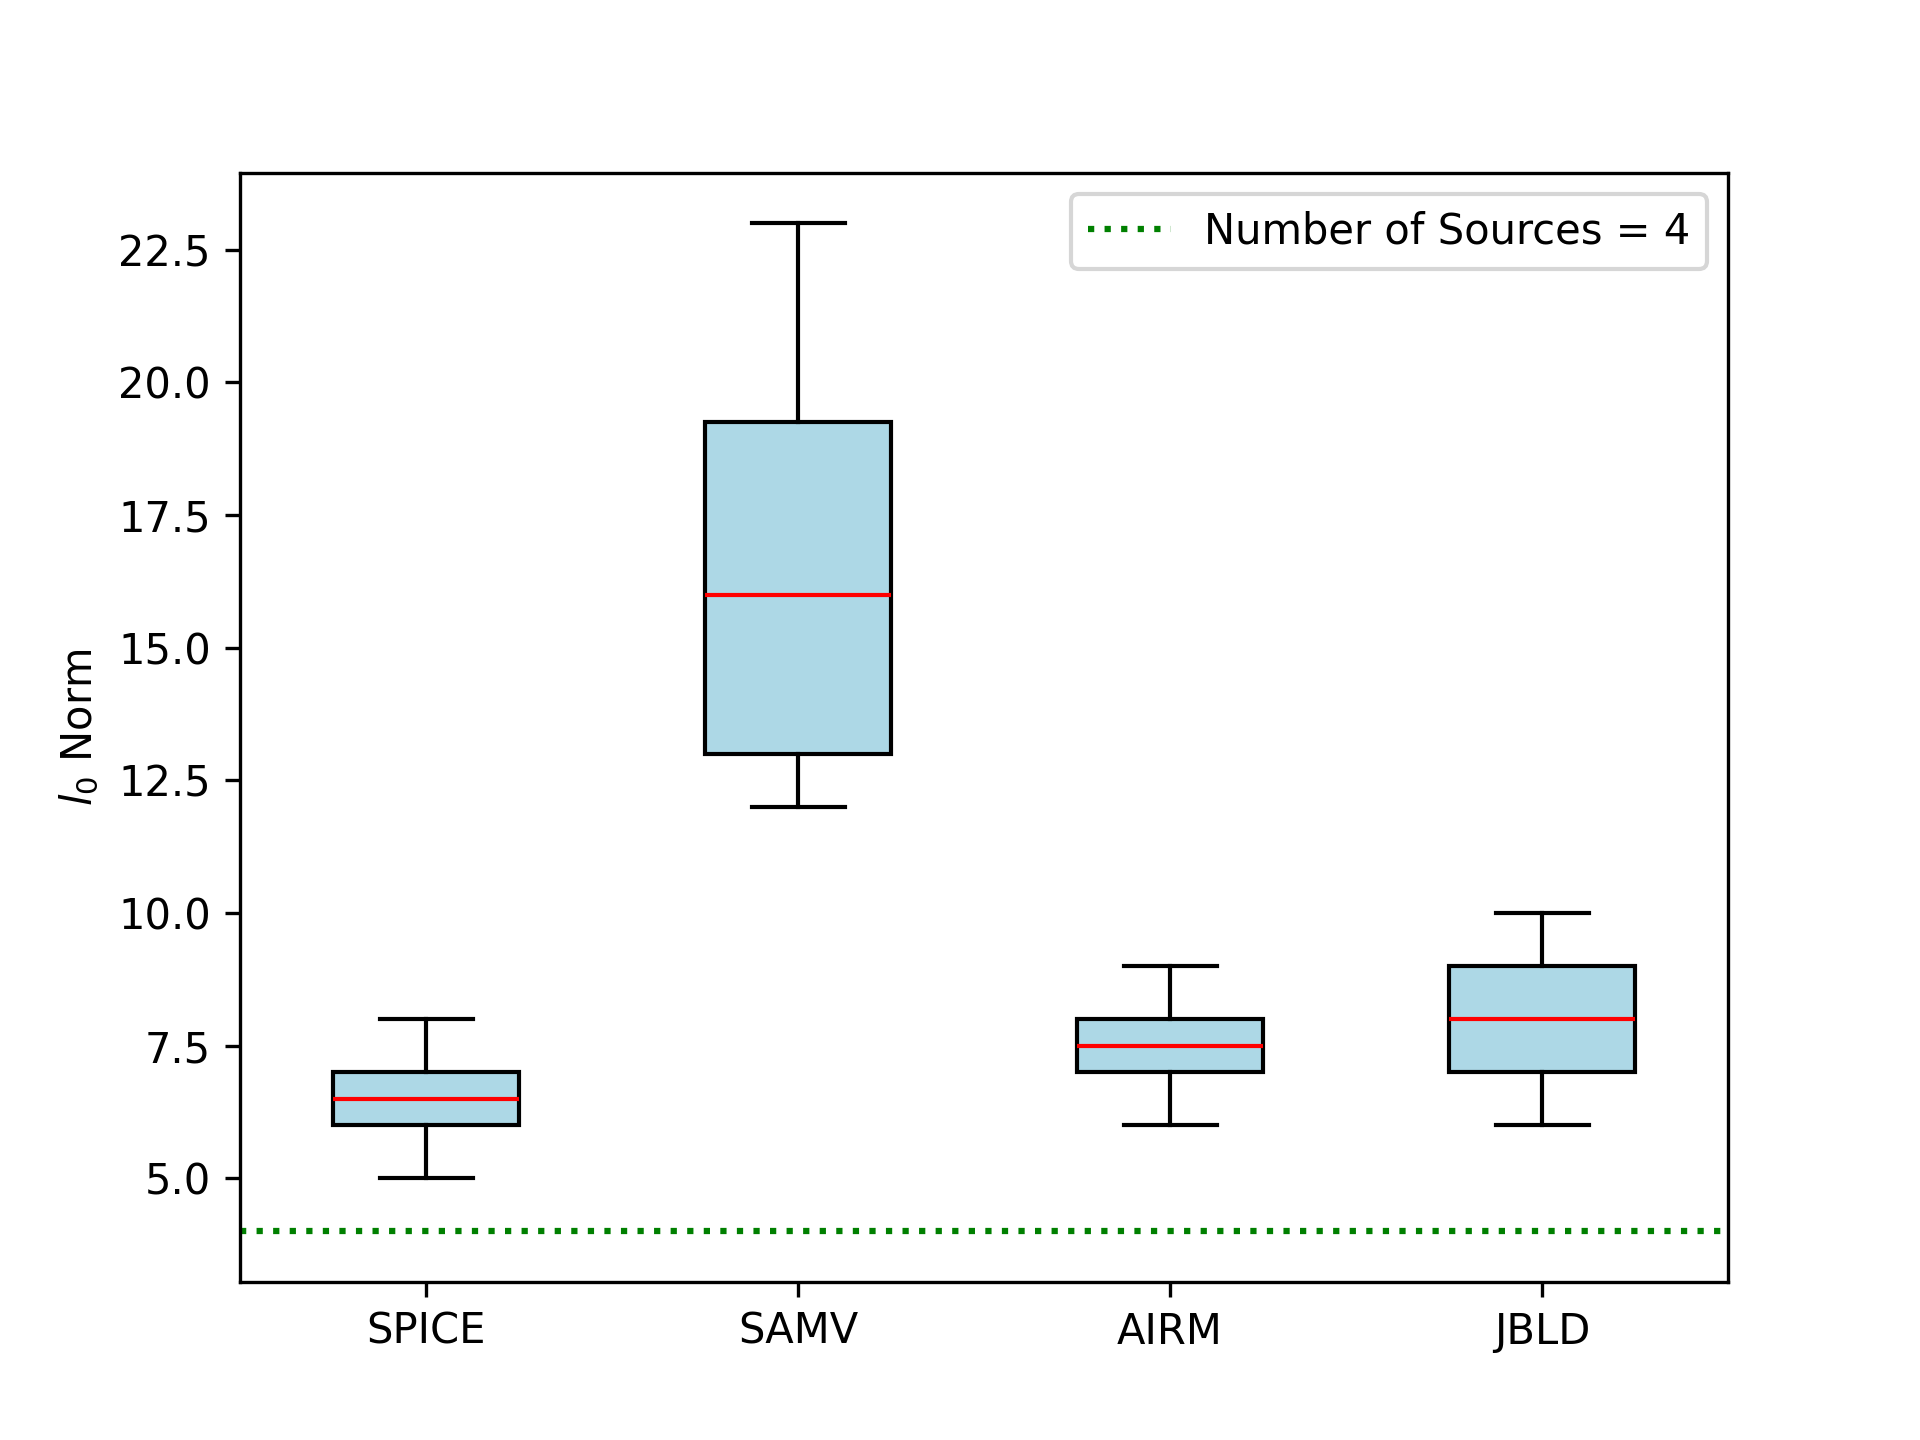 Number of Sources = 4
22.5
20.0
17.5
15.0
12.5
10.0
7.5
5.0
l₀ Norm
SPICE SAMV AIRM JBLD